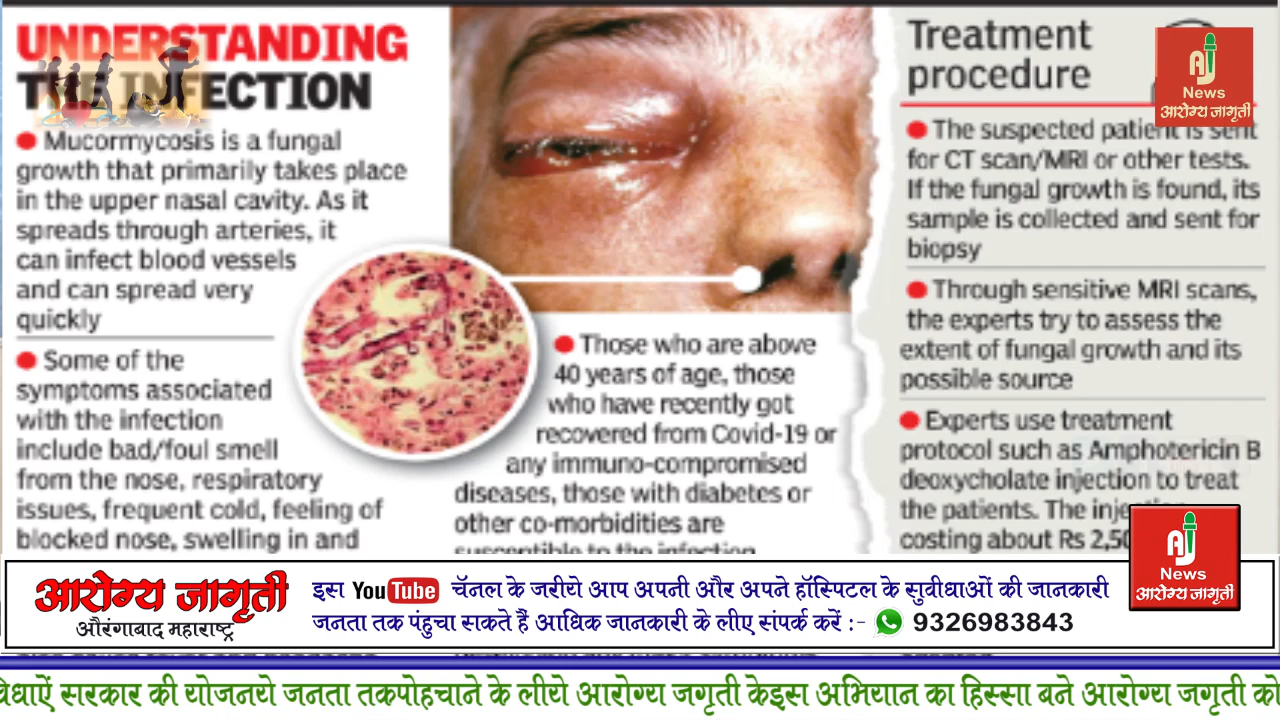 UNDERSTANDING
THE INFECTION
Mucormycosis is a fungal
growth that primarily takes place
in the upper nasal cavity. As it
spreads through arteries, it
can infect blood vessels
and can spread very
quickly
Some of the
symptoms associated
with the infection
include bad/foul smell
from the nose, respiratory
issues, frequent cold, feeling of
blocked nose, swelling in and
Those who are above
40 years of age, those
who have recently got
recovered from Covid-19 or
any immuno-compromised
diseases, those with diabetes or
other co-morbidities are
susceptible to the infection
Treatment
procedure
The suspected patient is sent
for CT scan/MRI or other tests.
If the fungal growth is found, its
sample is collected and sent for
biopsy
Through sensitive MRI scans,
the experts try to assess the
extent of fungal growth and its
possible source
Experts use treatment
protocol such as Amphotericin B
deoxycholate injection to treat
the patients. The
costing about Rs
AJ
News
आरोग्य जागृती
AJ
News
आरोग्य जागृती
आरोग्य जागृती
औरंगाबाद महाराष्ट्र
इस YouTube चॅनल के जरीये आप अपनी और अपने हॉस्पिटल के सुवीधाओं की जानकारी
जनता तक पंहुचा सकते हैं आधिक जानकारी के लीए संपर्क करें :- 9326983843
सरकार की योजनये जनता तकपोहचाने के लीये आरोग्य जगृती केइस अभियान का हिस्सा बने आरोग्य जगृती को